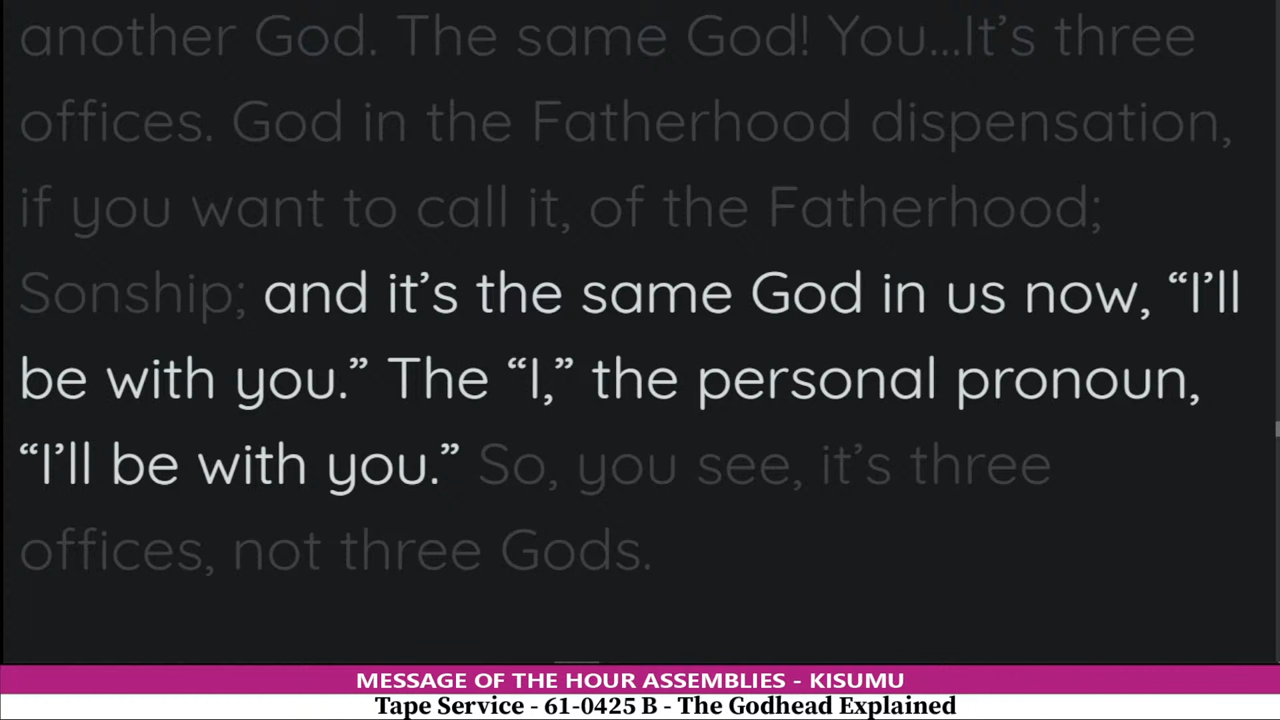 another God. The same God! You...It’s three
offices. God in the Fatherhood dispensation,
if you want to call it, of the Fatherhood;
Sonship; and it’s the same God in us now, “I’ll
be with you.” The “I,” the personal pronoun,
“I’ll be with you.” So, you see, it’s three
offices, not three Gods.
MESSAGE OF THE HOUR ASSEMBLIES - KISUMU
Tape Service - 61-0425 B - The Godhead Explained